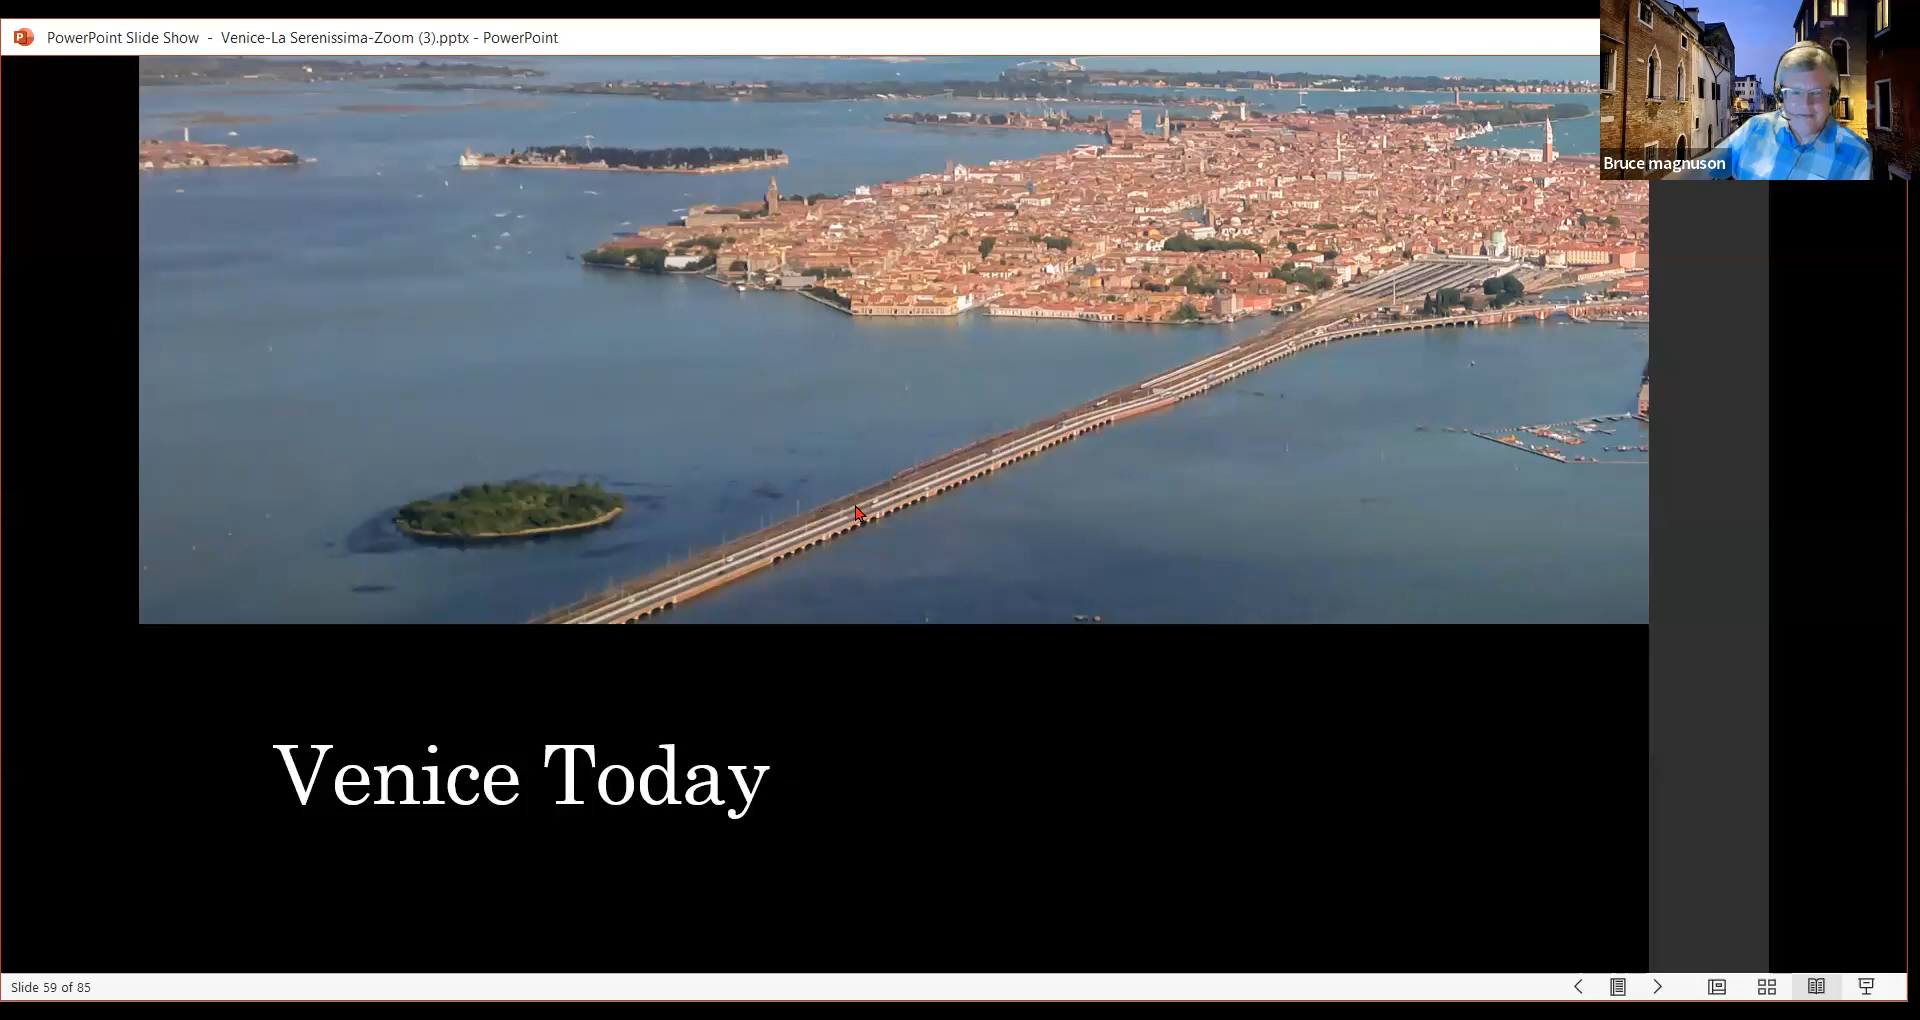 PowerPoint Slide Show - Venice-La Serenissima-Zoom (3).pptx - PowerPoint
Bruce magnuson
Venice Today
Slide 59 of 85